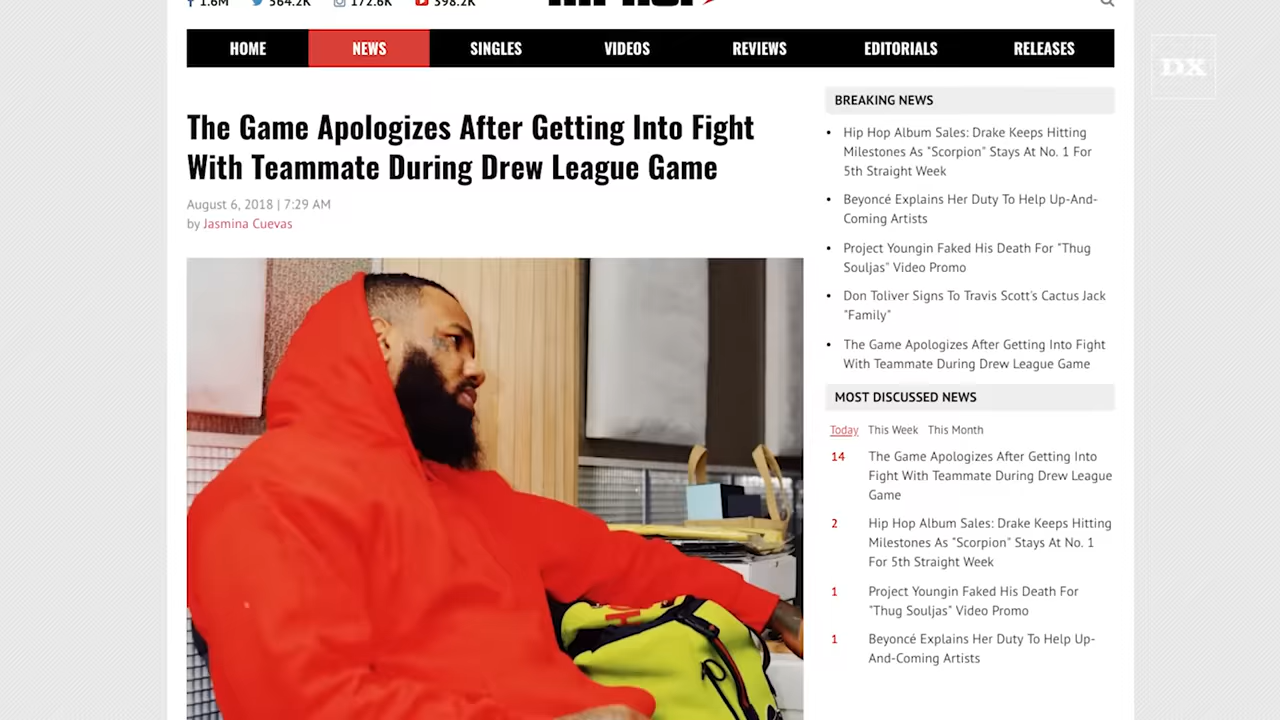 1.6M 564.2K 172.6K 398.2K
HOME NEWS SINGLES VIDEOS REVIEWS EDITORIALS RELEASES
DX
The Game Apologizes After Getting Into Fight
With Teammate During Drew League Game
August 6, 2018 | 7:29 AM
by Jasmina Cuevas
BREAKING NEWS
Hip Hop Album Sales: Drake Keeps Hitting
Milestones As "Scorpion" Stays At No. 1 For
5th Straight Week
Beyoncé Explains Her Duty To Help Up-And-
Coming Artists
Project Youngin Faked His Death For "Thug
Souljas" Video Promo
Don Toliver Signs To Travis Scott's Cactus Jack
"Family"
The Game Apologizes After Getting Into Fight
With Teammate During Drew League Game
MOST DISCUSSED NEWS
Today This Week This Month
14 The Game Apologizes After Getting Into
Fight With Teammate During Drew League
Game
2 Hip Hop Album Sales: Drake Keeps Hitting
Milestones As "Scorpion" Stays At No. 1
For 5th Straight Week
1 Project Youngin Faked His Death For
"Thug Souljas" Video Promo
1 Beyoncé Explains Her Duty To Help Up-
And-Coming Artists